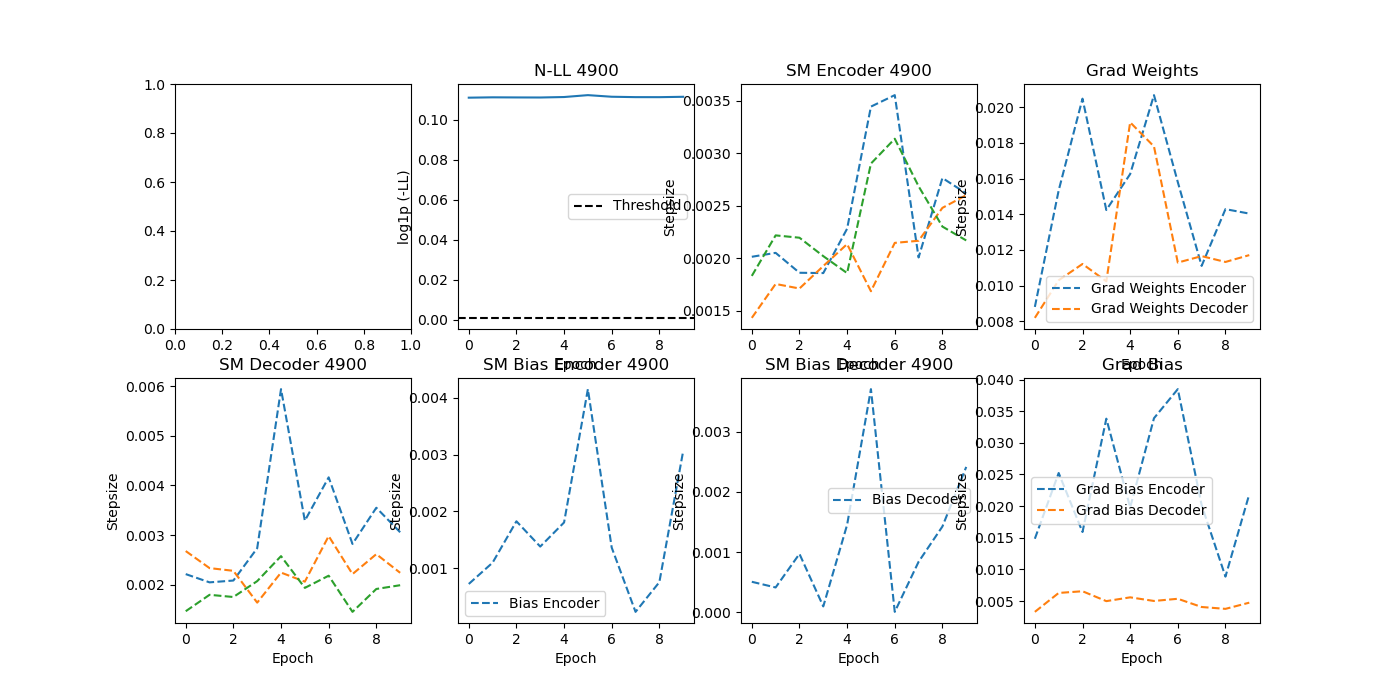 N-LL 4900
SM Encoder 4900
Grad Weights
1.0
0.8
0.6
0.4
0.2
0.0
0.0 0.2 0.4 0.6 0.8 1.0
log1p (-LL)
0.10
0.08
0.06
0.04
0.02
0.00
Threshold
0 2 4 6 8
Epoch
Stepsize
0.0035
0.0030
0.0025
0.0020
0.0015
0 2 4 6 8
Epoch
Stepsize
0.020
0.018
0.016
0.014
0.012
0.010
0.008
Grad Weights Encoder
Grad Weights Decoder
0 2 4 6 8
Epoch
SM Decoder 4900
SM Bias Encoder 4900
SM Bias Decoder 4900
Grad Bias
Stepsize
0.006
0.005
0.004
0.003
0.002
0 2 4 6 8
Epoch
Stepsize
0.004
0.003
0.002
0.001
Bias Encoder
0 2 4 6 8
Epoch
Stepsize
0.003
0.002
0.001
0.000
Bias Decoder
0 2 4 6 8
Epoch
Stepsize
0.040
0.035
0.030
0.025
0.020
0.015
0.010
0.005
Grad Bias Encoder
Grad Bias Decoder
0 2 4 6 8
Epoch